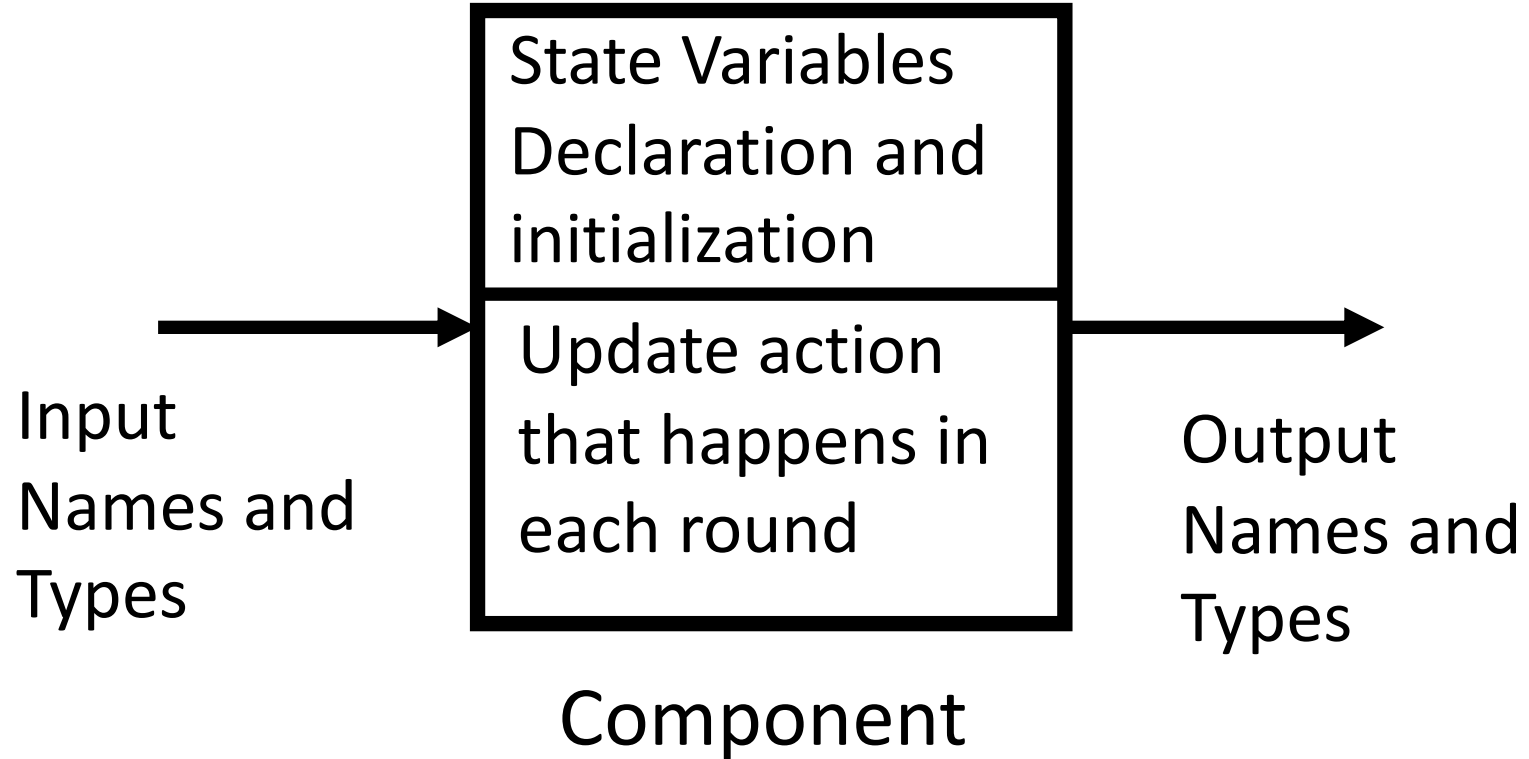 State Variables
Declaration and
initialization
Update action
that happens in
each round
Input
Names and
Types
Output
Names and
Types
Component